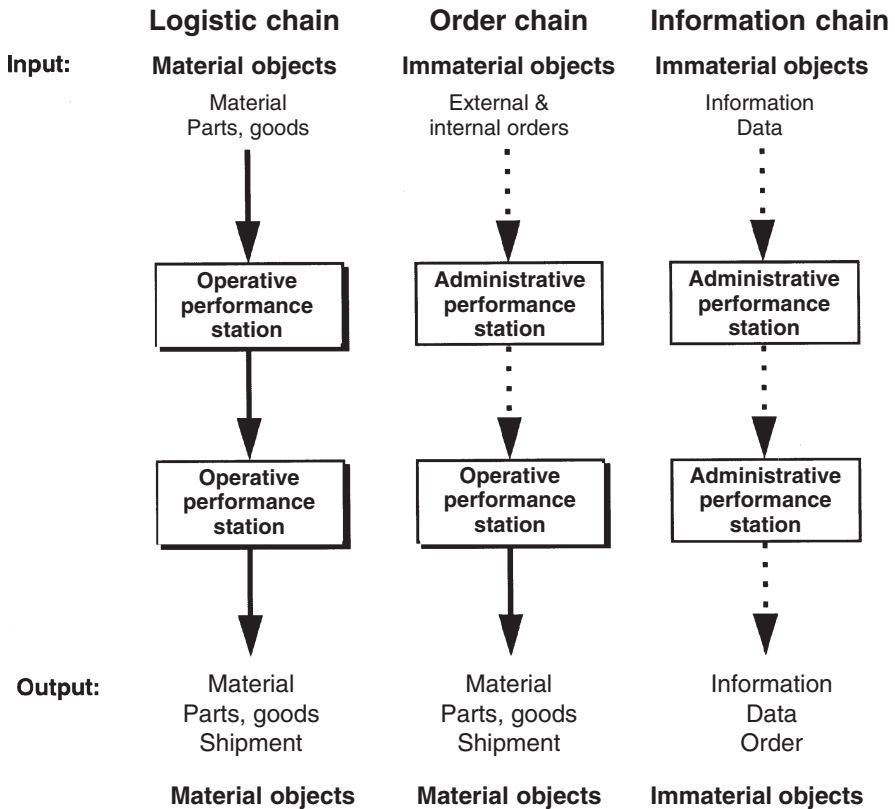 Logistic chain Order chain Information chain
Input: Material objects Immaterial objects Immaterial objects
Material External & Information
Parts, goods internal orders Data
Operative Administrative Administrative
performance performance performance
station station station
Operative Operative Administrative
performance performance performance
station station station
Output: Material Material Information
Parts, goods Parts, goods Data
Shipment Shipment Order
Material objects Material objects Immaterial objects